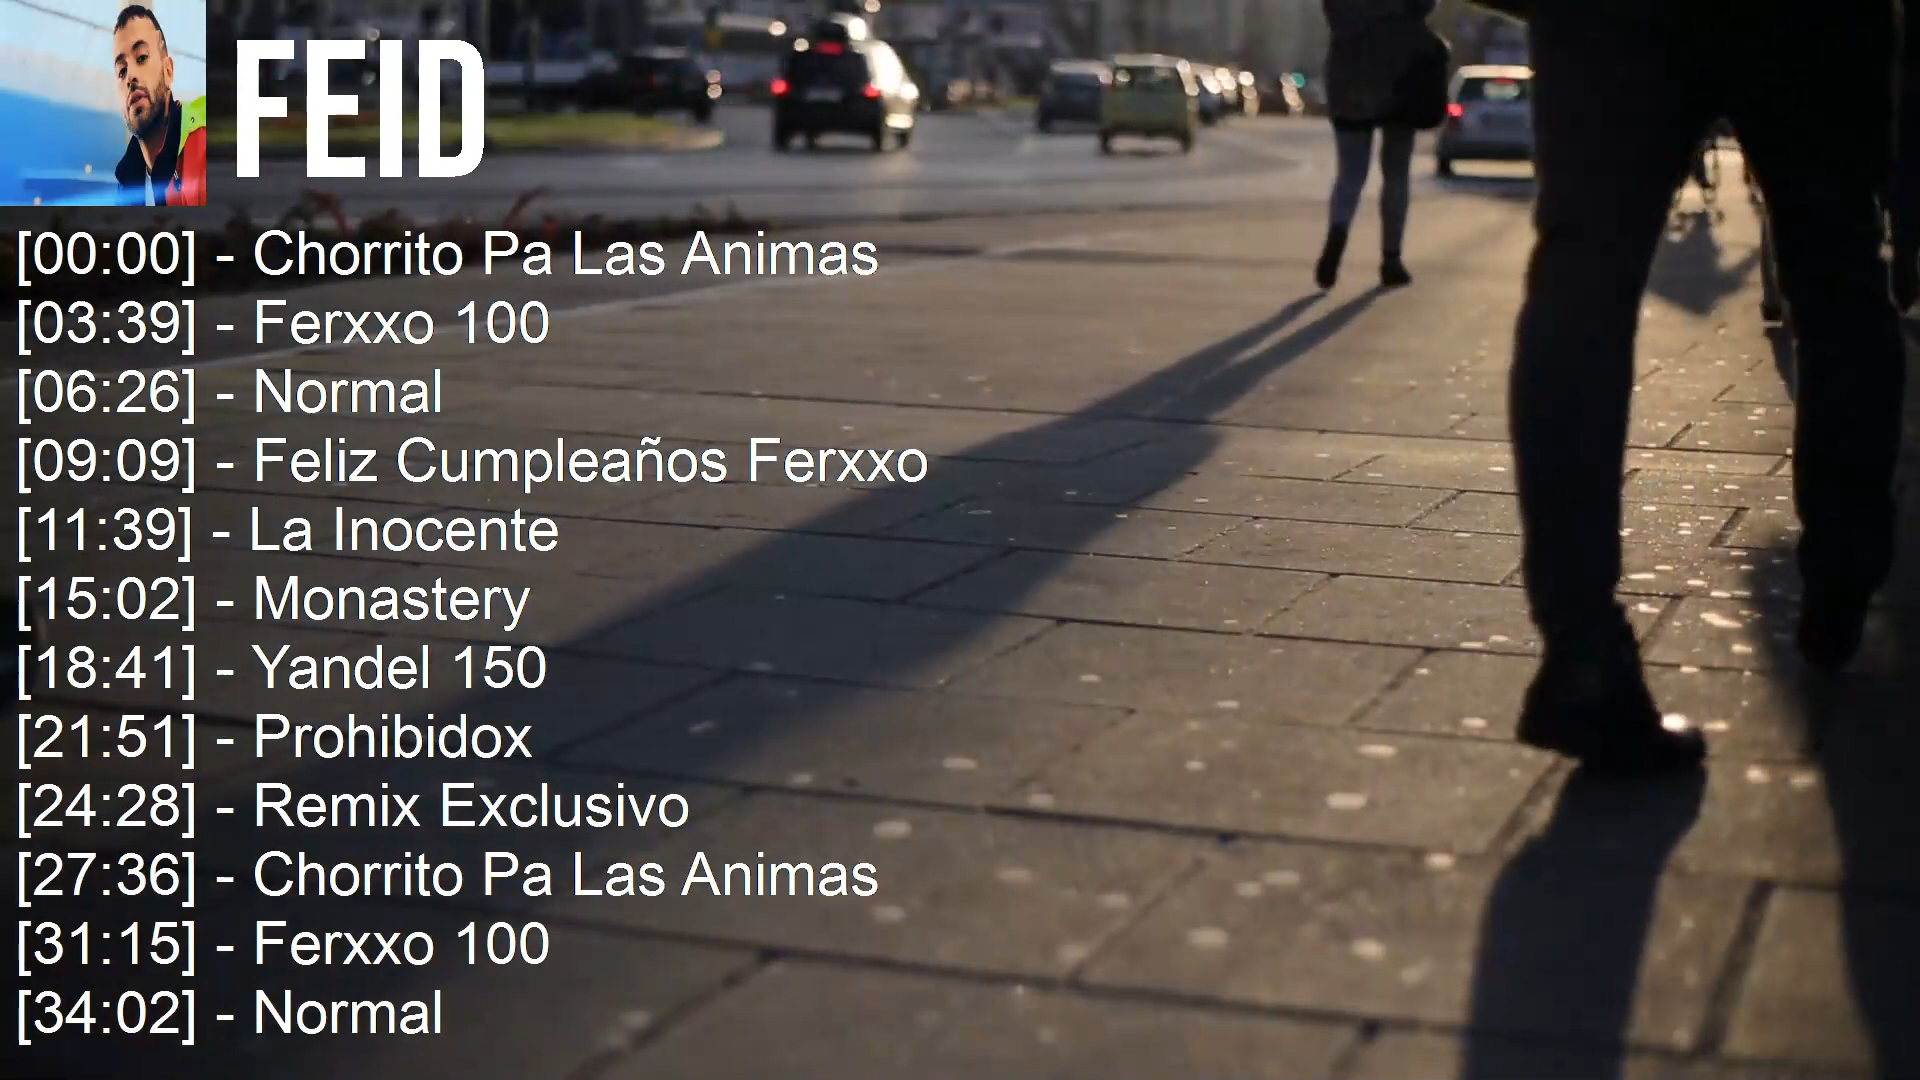 FEID
[00:00] - Chorrito Pa Las Animas
[03:39] - Ferxxo 100
[06:26] - Normal
[09:09] - Feliz Cumpleaños Ferxxo
[11:39] - La Inocente
[15:02] - Monastery
[18:41] - Yandel 150
[21:51] - Prohibidox
[24:28] - Remix Exclusivo
[27:36] - Chorrito Pa Las Animas
[31:15] - Ferxxo 100
[34:02] - Normal